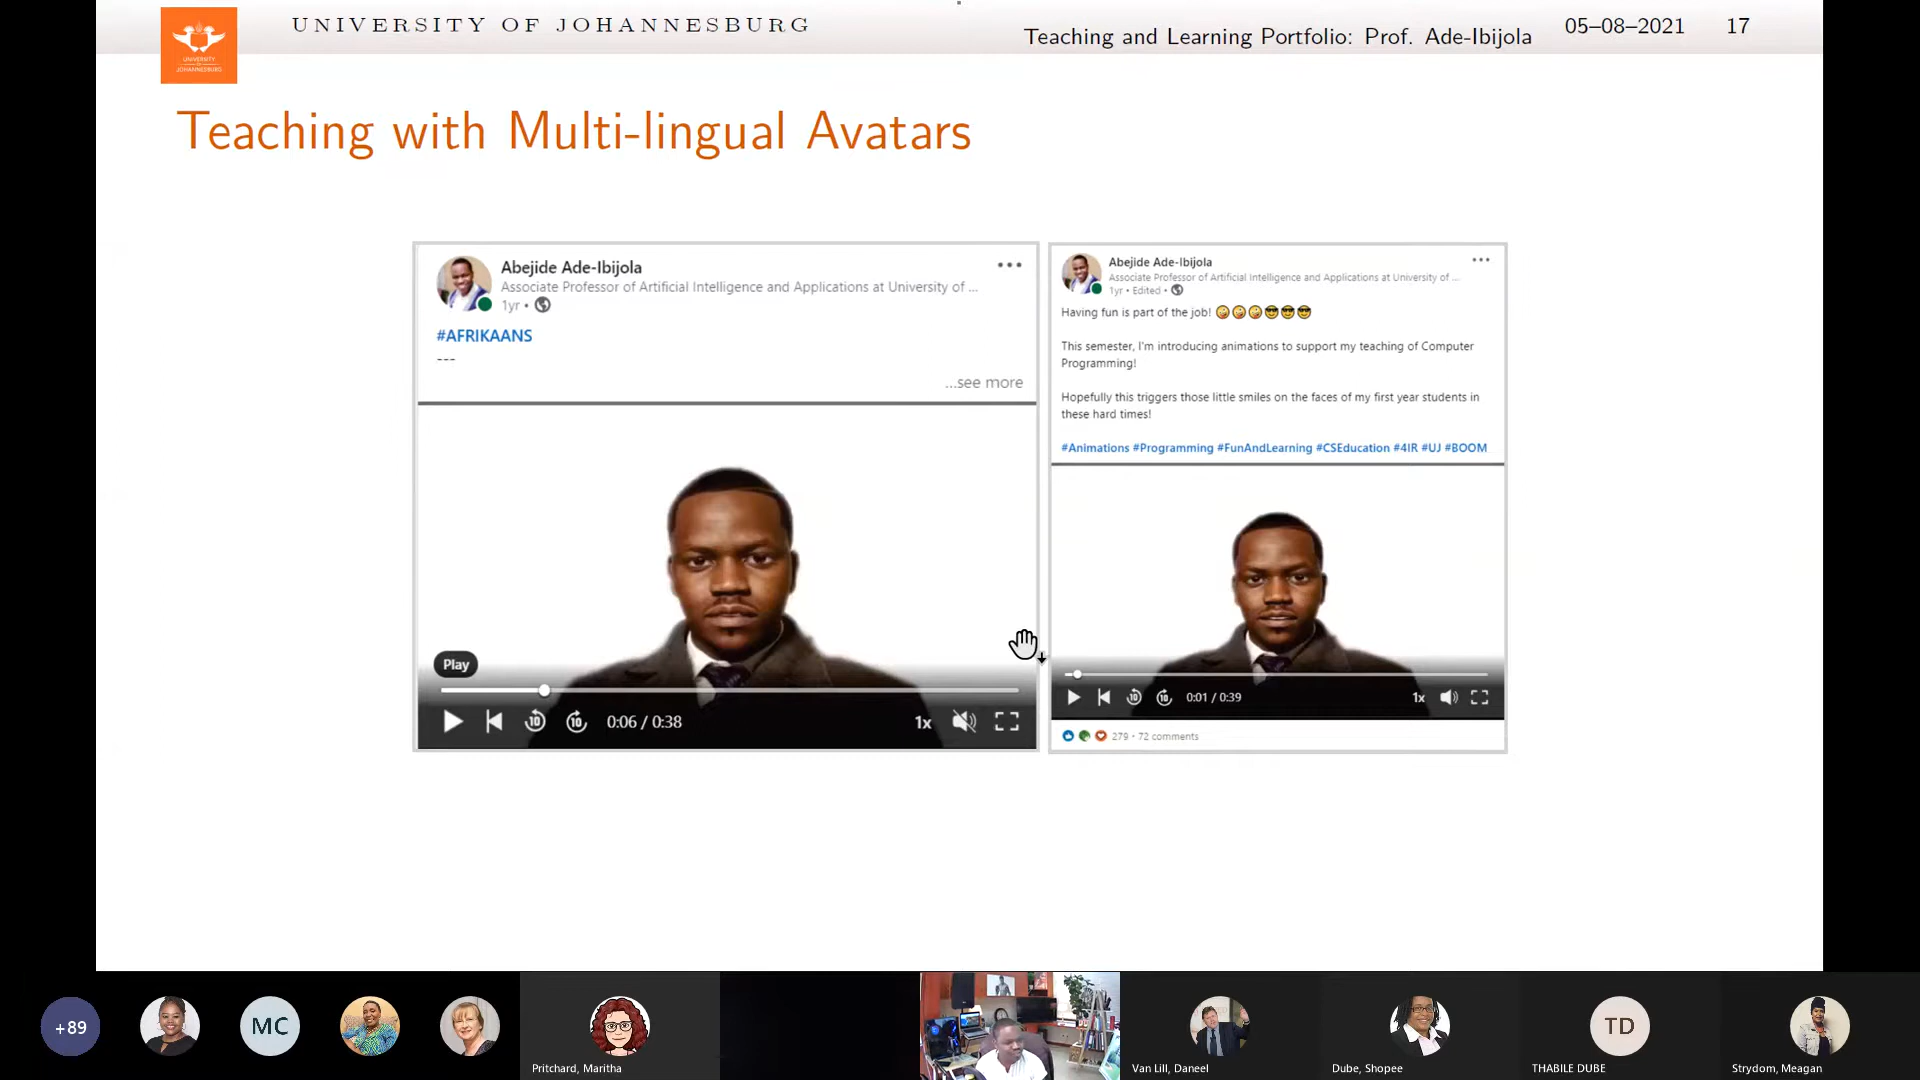 UNIVERSITY OF JOHANNESBURG
Teaching and Learning Portfolio: Prof. Ade-Ibijola
05–08–2021
17
UNIVERSITY
OF
JOHANNESBURG
Teaching with Multi-lingual Avatars
Abejide Ade-Ibijola
Associate Professor of Artificial Intelligence and Applications at University of ...
1yr •
#AFRIKAANS
---
...see more
Play
0:06 / 0:38
1x
Abejide Ade-Ibijola
Associate Professor of Artificial Intelligence and Applications at University of ...
1yr • Edited •
Having fun is part of the job! 🤪🤪🤪😎😎😎
This semester, I'm introducing animations to support my teaching of Computer
Programming!
Hopefully this triggers those little smiles on the faces of my first year students in
these hard times!
#Animations #Programming #FunAndLearning #CSEducation #4IR #UJ #BOOM
0:01 / 0:39
1x
279 • 72 comments
+89
MC
Pritchard, Maritha
Van Lill, Daneel
Dube, Shopee
TD
THABILE DUBE
Strydom, Meagan